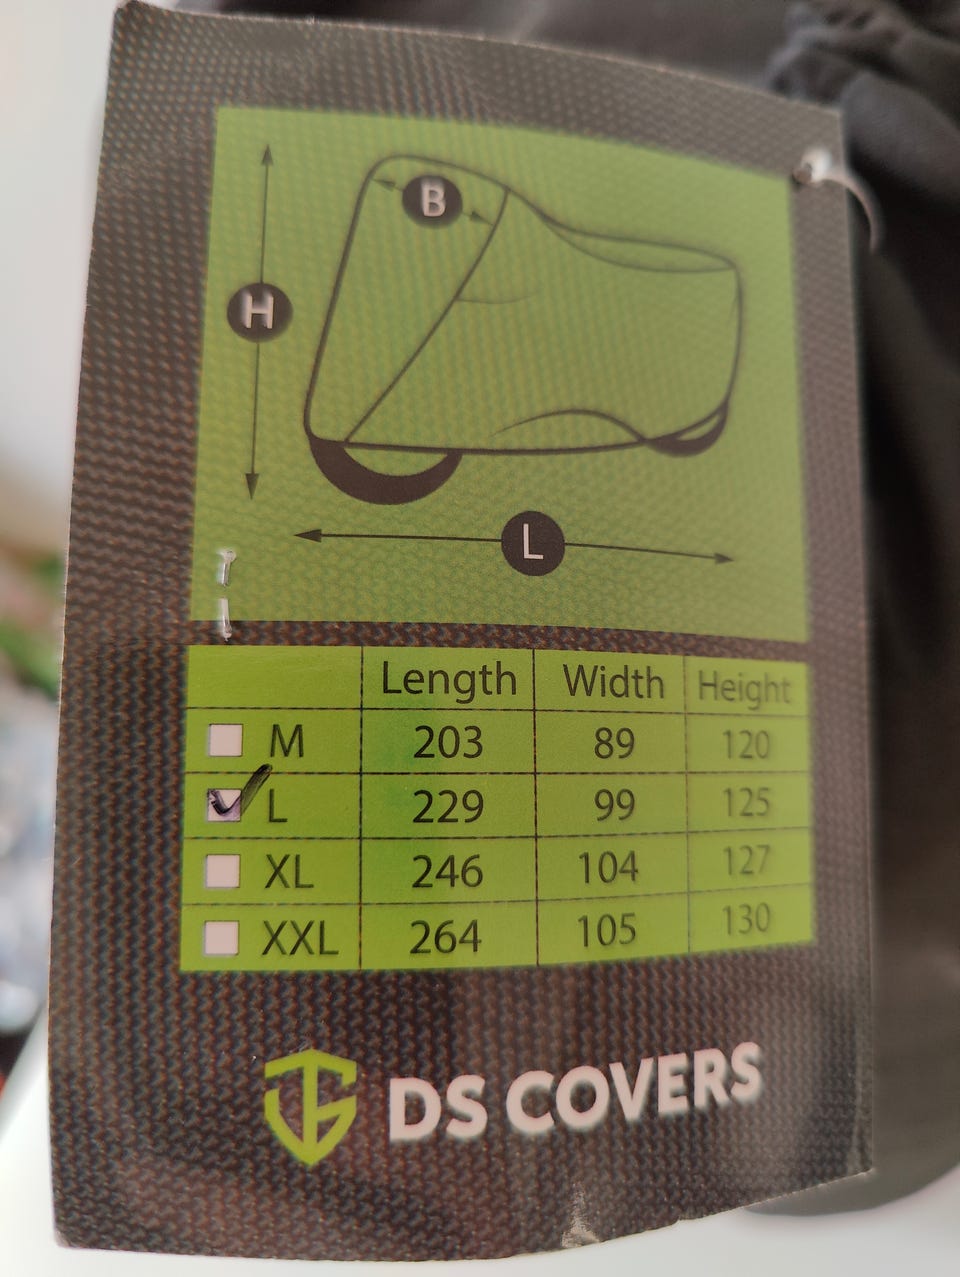 B
H
L
Length Width Height
M 203 89 120
L 229 99 125
XL 246 104 127
XXL 264 105 130
DS COVERS